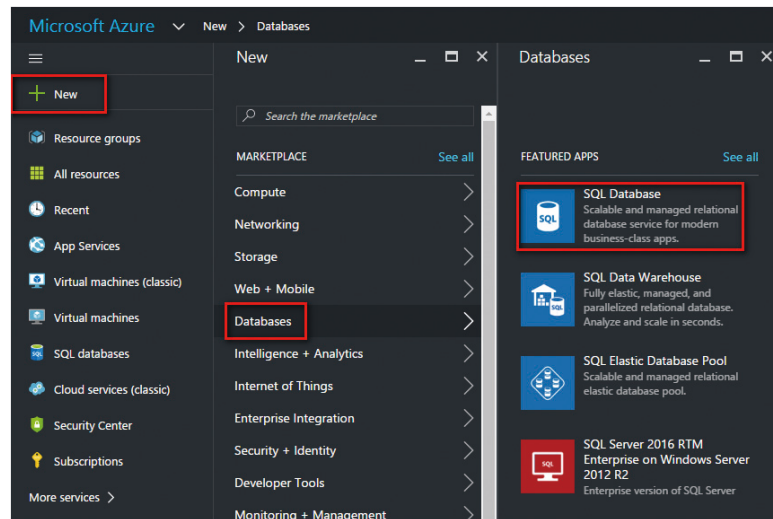 Microsoft Azure New > Databases
New
Resource groups
All resources
Recent
App Services
Virtual machines (classic)
Virtual machines
SQL databases
Cloud services (classic)
Security Center
Subscriptions
More services >
New
Search the marketplace
MARKETPLACE See all
Compute
Networking
Storage
Web + Mobile
Databases
Intelligence + Analytics
Internet of Things
Enterprise Integration
Security + Identity
Developer Tools
Monitoring + Management
Databases
FEATURED APPS See all
SQL
SQL Database
Scalable and managed relational
database service for modern
business-class apps.
SQL
SQL Data Warehouse
Fully elastic, managed, and
parallelized relational database.
Analyze and scale in seconds.
SQL Elastic Database Pool
Scalable and managed relational
elastic database pool.
SQL
SQL Server 2016 RTM
Enterprise on Windows Server
2012 R2
Enterprise version of SQL Server